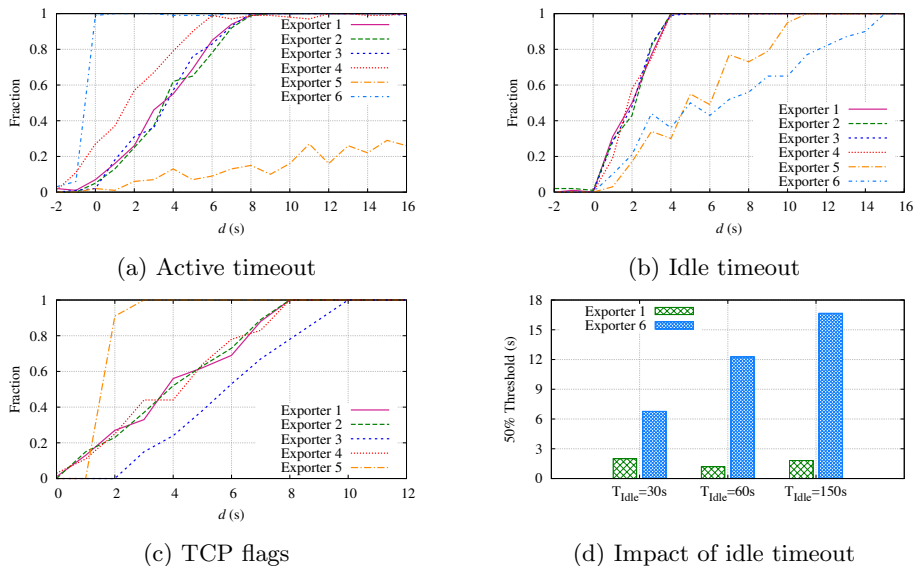 1
0.8
0.6
0.4
0.2
0
Fraction
-2 0 2 4 6 8 10 12 14 16
d (s)
Exporter 1
Exporter 2
Exporter 3
Exporter 4
Exporter 5
Exporter 6
(a) Active timeout
1
0.8
0.6
0.4
0.2
0
Fraction
-2 0 2 4 6 8 10 12 14 16
d (s)
Exporter 1
Exporter 2
Exporter 3
Exporter 4
Exporter 5
Exporter 6
(b) Idle timeout
1
0.8
0.6
0.4
0.2
0
Fraction
0 2 4 6 8 10 12
d (s)
Exporter 1
Exporter 2
Exporter 3
Exporter 4
Exporter 5
(c) TCP flags
18
15
12
9
6
3
0
50% Threshold (s)
Exporter 1
Exporter 6
TIdle=30s TIdle=60s TIdle=150s
(d) Impact of idle timeout